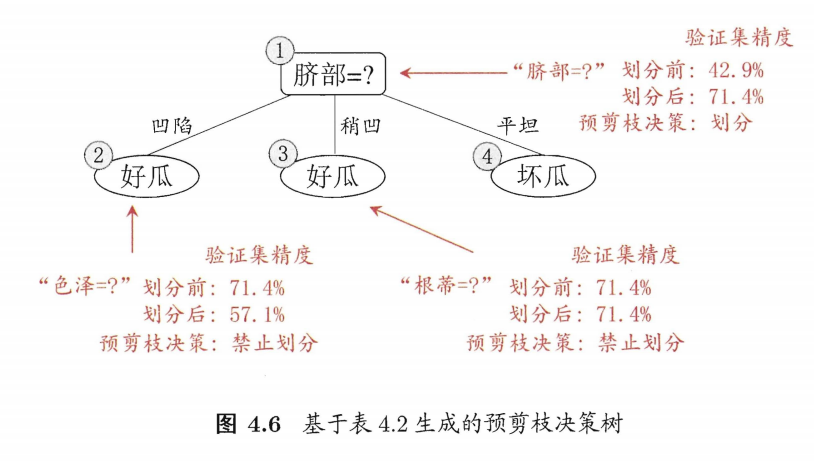 验证集精度
1
脐部=?
“脐部=?” 划分前: 42.9%
划分后: 71.4%
预剪枝决策: 划分
凹陷
稍凹
平坦
2
好瓜
3
好瓜
4
坏瓜
验证集精度
“色泽=?” 划分前: 71.4%
划分后: 57.1%
预剪枝决策: 禁止划分
验证集精度
“根蒂=?” 划分前: 71.4%
划分后: 71.4%
预剪枝决策: 禁止划分
图 4.6 基于表 4.2 生成的预剪枝决策树